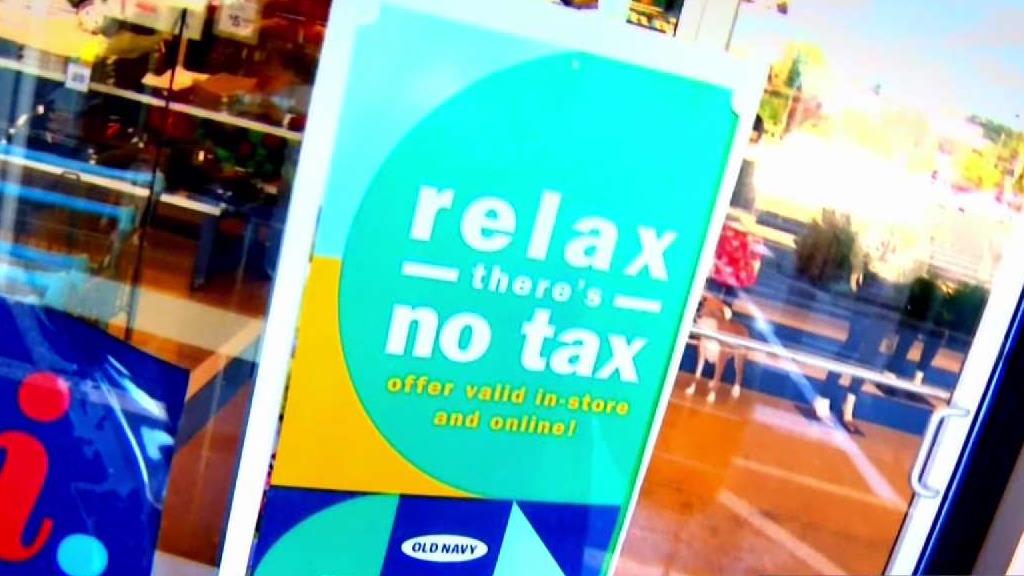 relax
there's
no tax
offer valid in-store
and online!
OLD NAVY
i